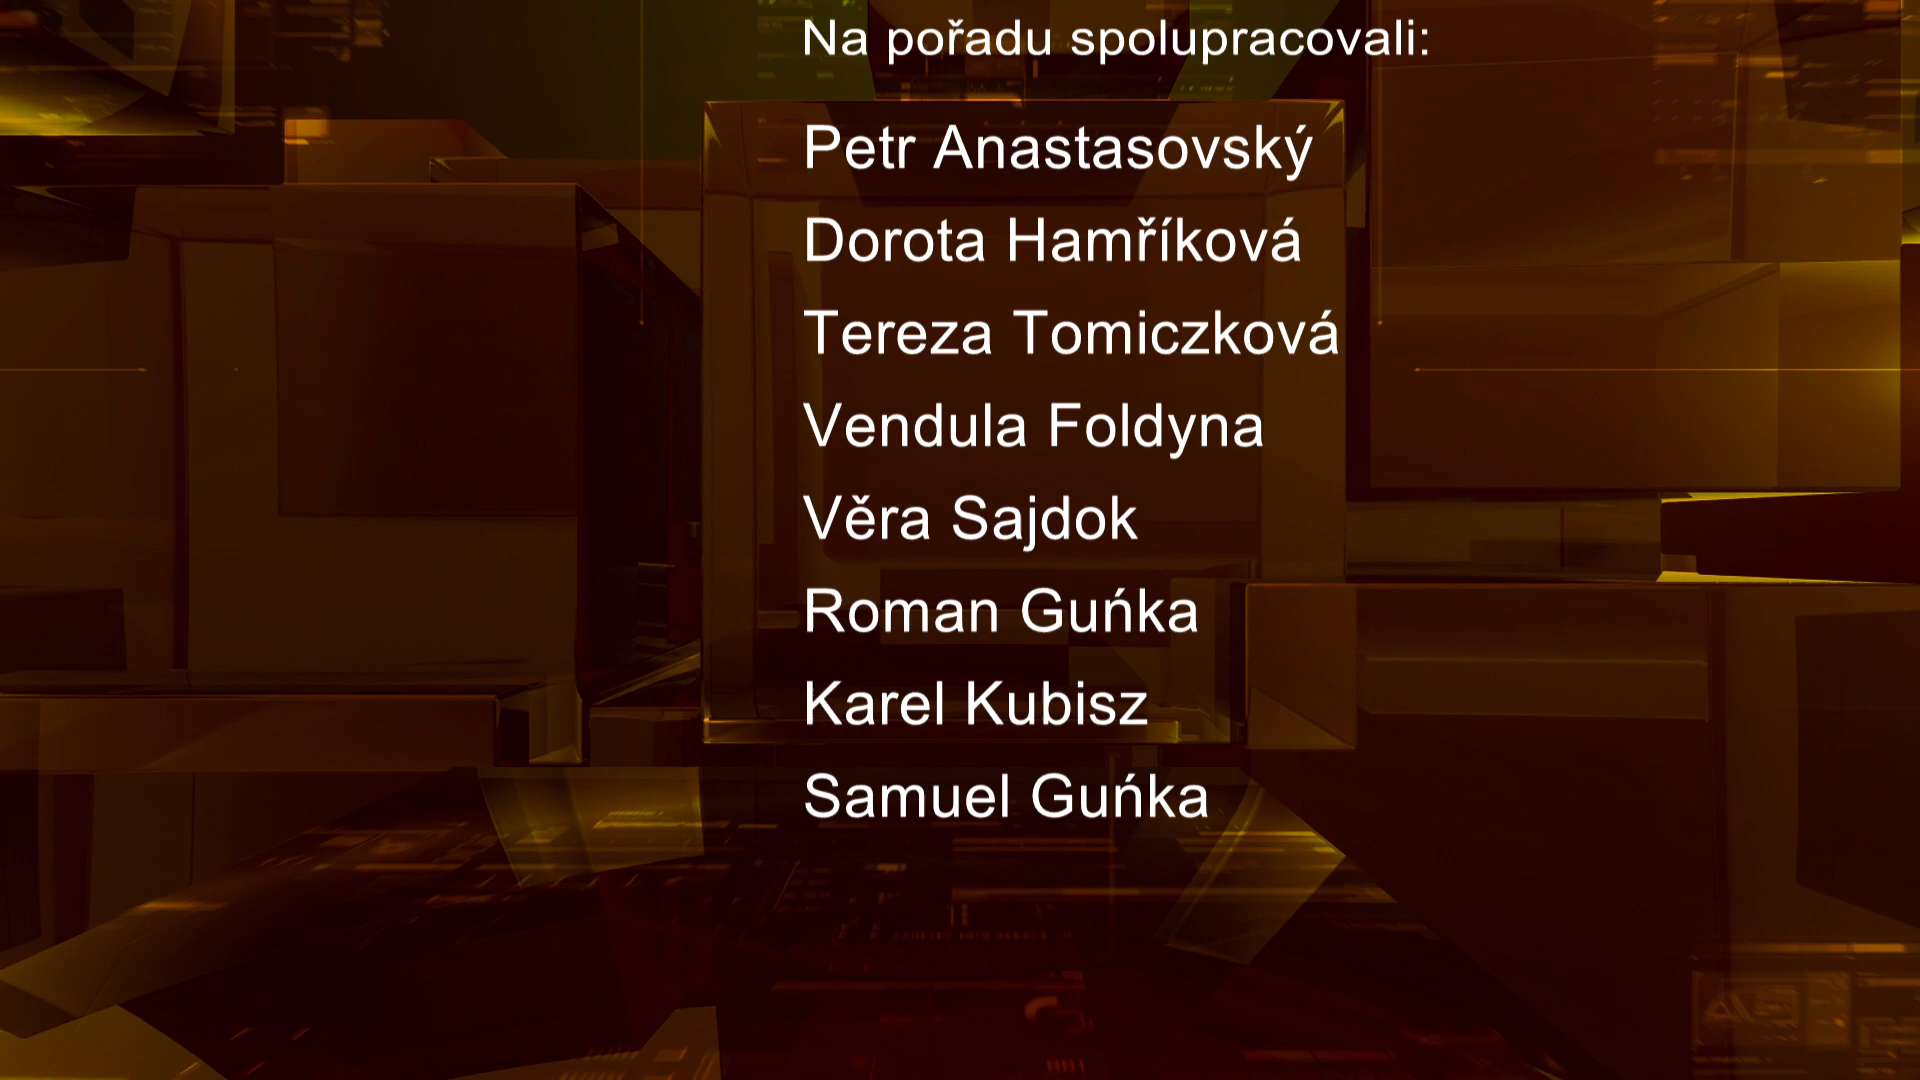 Na pořadu spolupracovali:
Petr Anastasovský
Dorota Hamříková
Tereza Tomiczková
Vendula Foldyna
Věra Sajdok
Roman Guńka
Karel Kubisz
Samuel Guńka